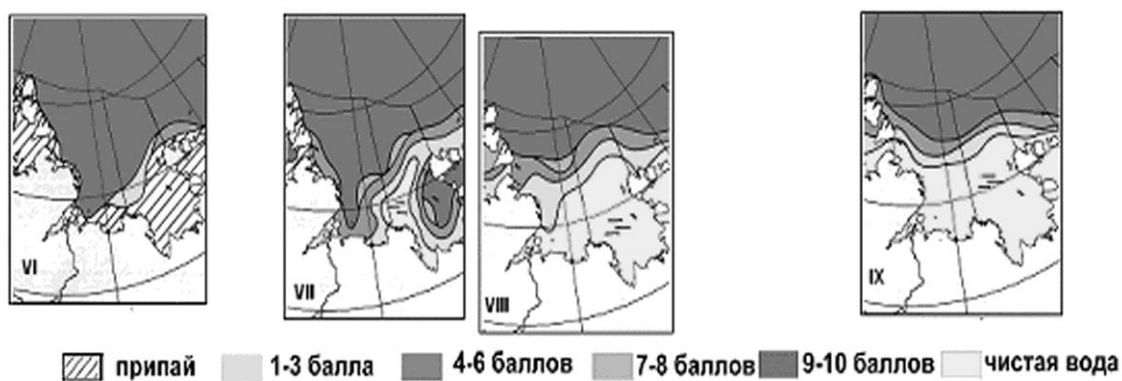 VI
VII
VIII
IX
припай 1-3 балла 4-6 баллов 7-8 баллов 9-10 баллов чистая вода